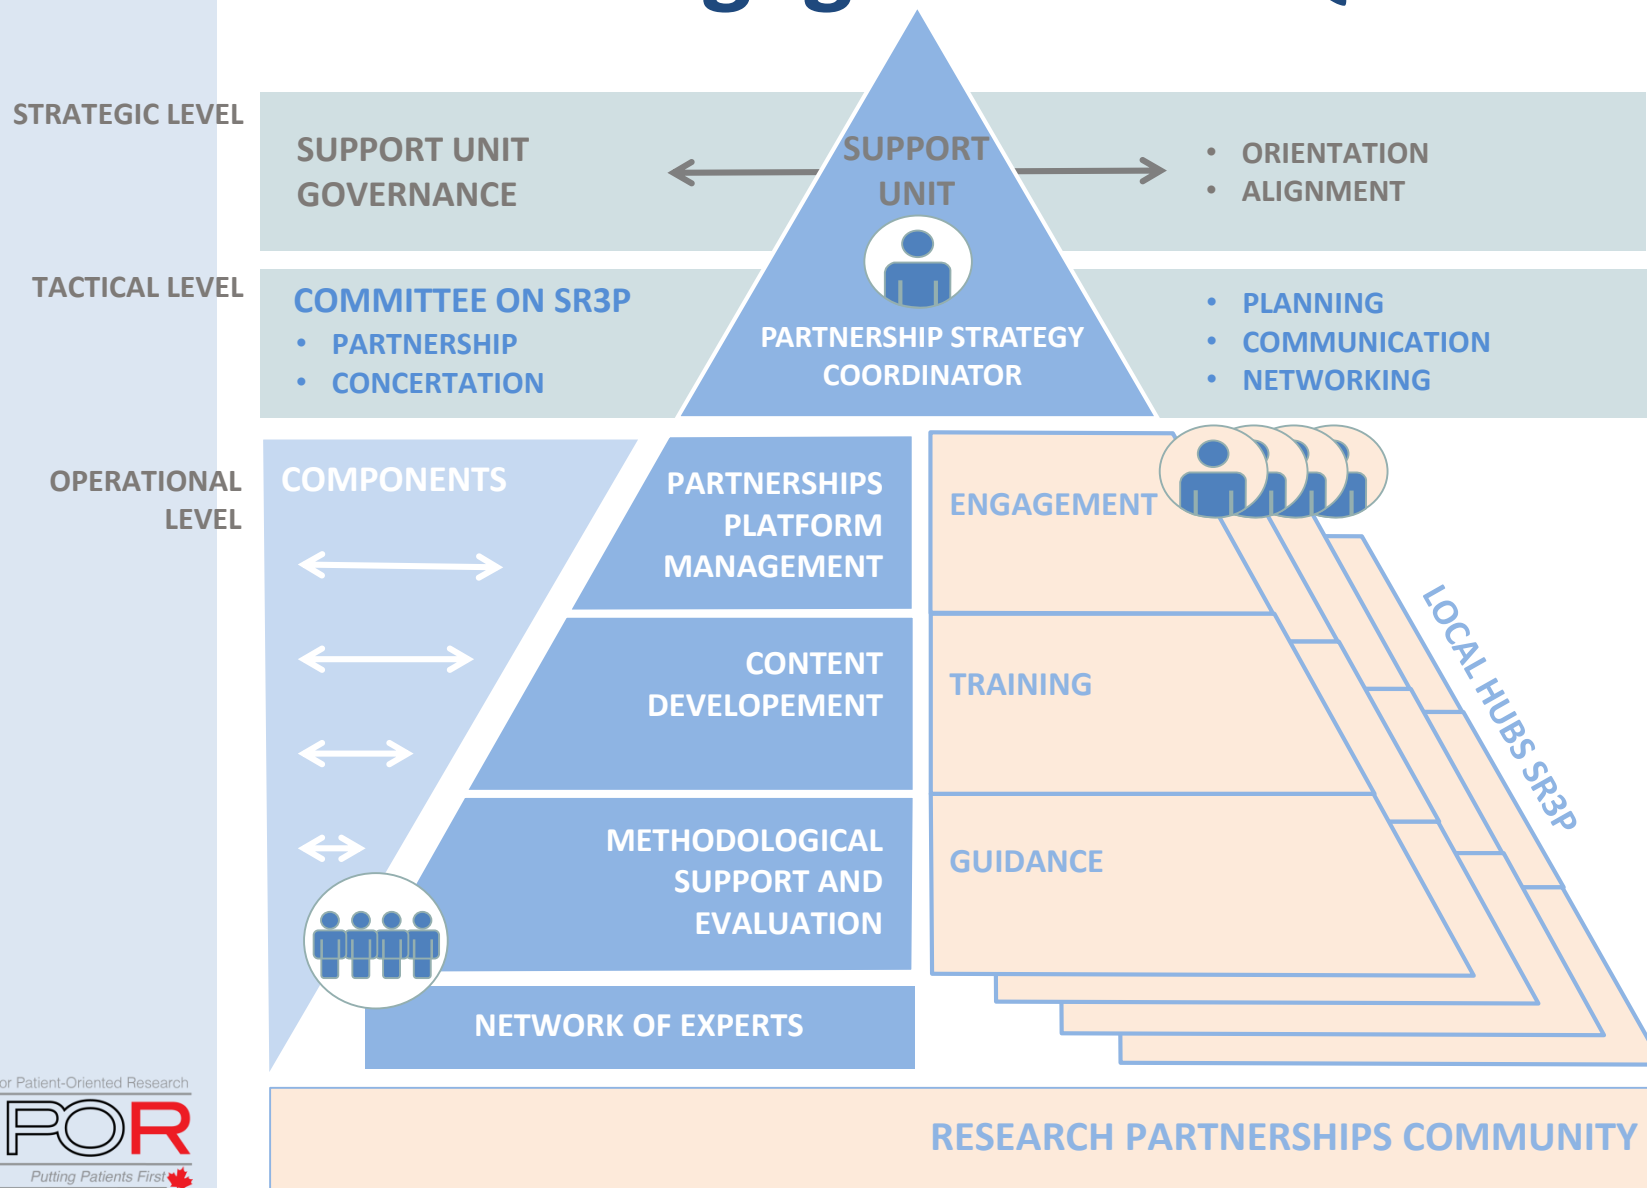 STRATEGIC LEVEL
SUPPORT UNIT
GOVERNANCE
SUPPORT
UNIT
• ORIENTATION
• ALIGNMENT
TACTICAL LEVEL
COMMITTEE ON SR3P
• PARTNERSHIP
• CONCERTATION
PARTNERSHIP STRATEGY
COORDINATOR
• PLANNING
• COMMUNICATION
• NETWORKING
OPERATIONAL
LEVEL
COMPONENTS
PARTNERSHIPS
PLATFORM
MANAGEMENT
ENGAGEMENT
CONTENT
DEVELOPEMENT
TRAINING
METHODOLOGICAL
SUPPORT AND
EVALUATION
GUIDANCE
LOCAL HUBS SR3P
NETWORK OF EXPERTS
RESEARCH PARTNERSHIPS COMMUNITY
or Patient-Oriented Research
POR
Putting Patients First